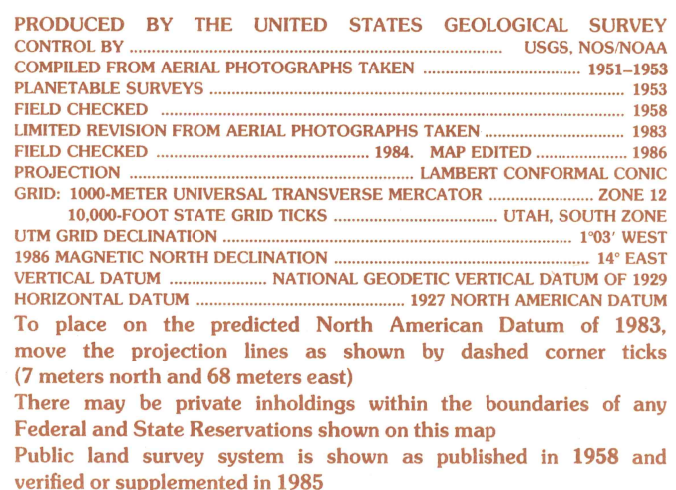 PRODUCED BY THE UNITED STATES GEOLOGICAL SURVEY
CONTROL BY ........ USGS, NOS/NOAA
COMPILED FROM AERIAL PHOTOGRAPHS TAKEN ........ 1951–1953
PLANETABLE SURVEYS ........ 1953
FIELD CHECKED ........ 1958
LIMITED REVISION FROM AERIAL PHOTOGRAPHS TAKEN ........ 1983
FIELD CHECKED ........ 1984. MAP EDITED ........ 1986
PROJECTION ........ LAMBERT CONFORMAL CONIC
GRID: 1000-METER UNIVERSAL TRANSVERSE MERCATOR ........ ZONE 12
10,000-FOOT STATE GRID TICKS ........ UTAH, SOUTH ZONE
UTM GRID DECLINATION ........ 1°03′ WEST
1986 MAGNETIC NORTH DECLINATION ........ 14° EAST
VERTICAL DATUM ........ NATIONAL GEODETIC VERTICAL DATUM OF 1929
HORIZONTAL DATUM ........ 1927 NORTH AMERICAN DATUM
To place on the predicted North American Datum of 1983,
move the projection lines as shown by dashed corner ticks
(7 meters north and 68 meters east)
There may be private inholdings within the boundaries of any
Federal and State Reservations shown on this map
Public land survey system is shown as published in 1958 and
verified or supplemented in 1985